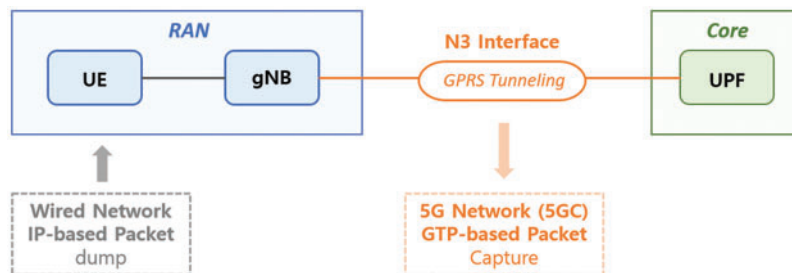 RAN
Core
N3 Interface
UE
gNB
GPRS Tunneling
UPF
Wired Network
IP-based Packet
dump
5G Network (5GC)
GTP-based Packet
Capture